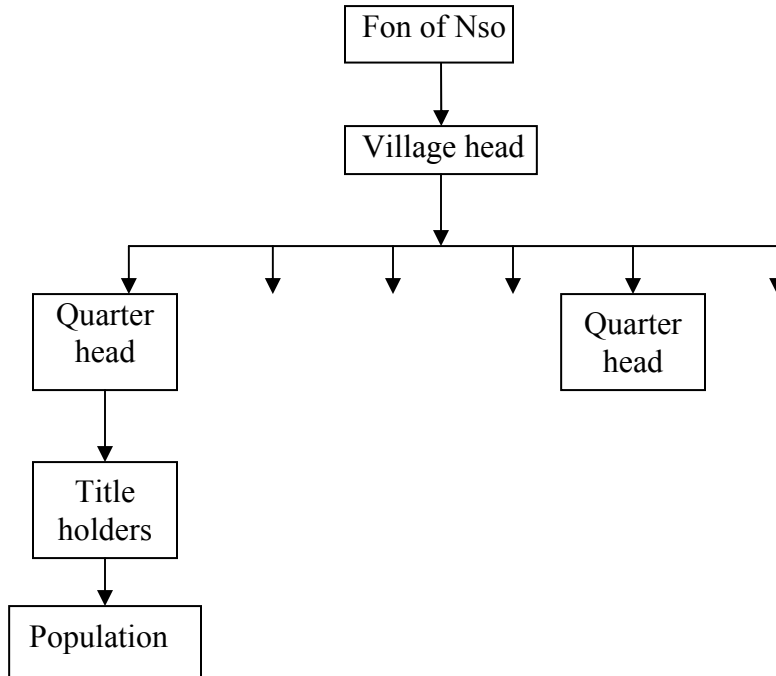 Fon of Nso
Village head
Quarter
head
Quarter
head
Title
holders
Population